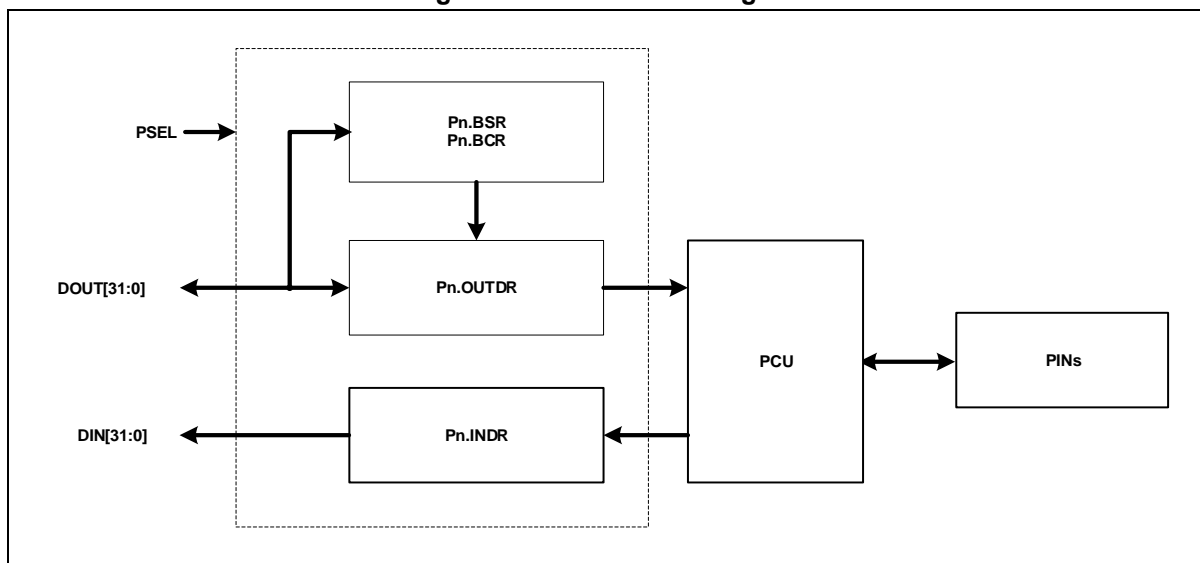 PSEL
Pn.BSR
Pn.BCR
DOUT[31:0]
Pn.OUTDR
PCU
PINs
DIN[31:0]
Pn.INDR